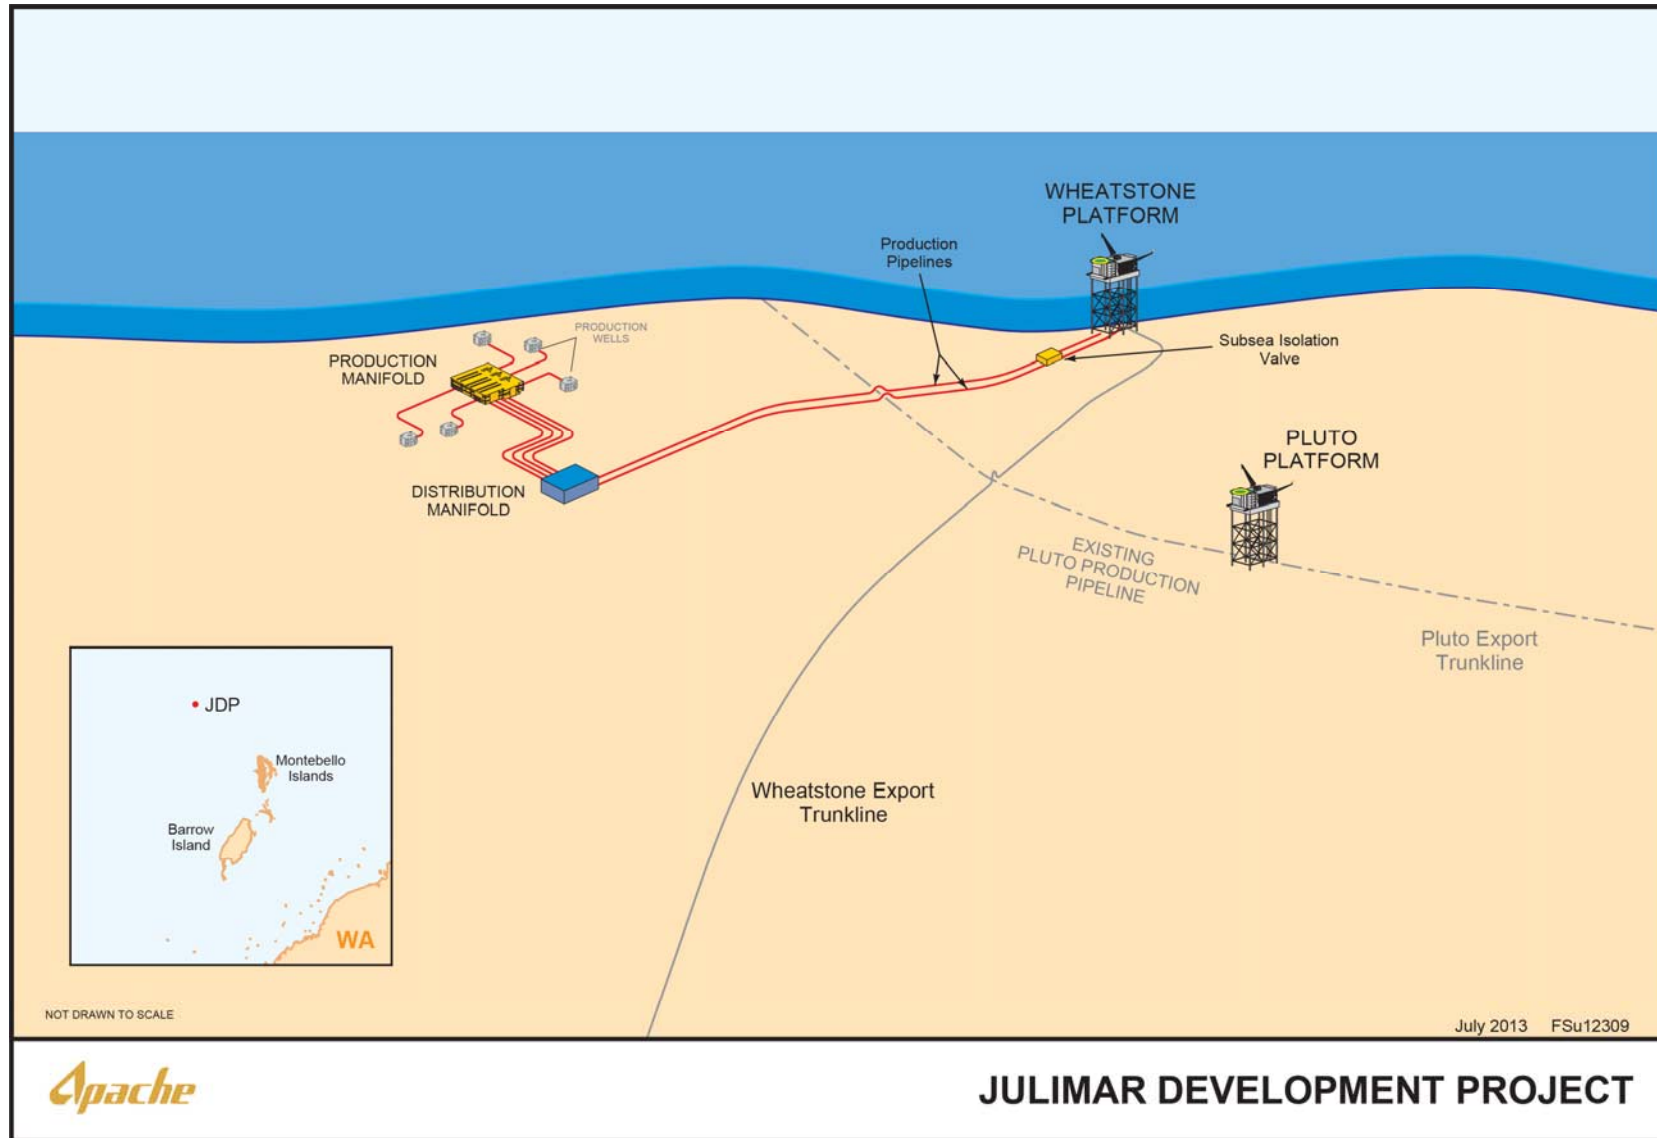 WHEATSTONE
PLATFORM
Production
Pipelines
PRODUCTION
WELLS
Subsea Isolation
Valve
PRODUCTION
MANIFOLD
PLUTO
PLATFORM
DISTRIBUTION
MANIFOLD
EXISTING
PLUTO PRODUCTION
PIPELINE
Pluto Export
Trunkline
JDP
Montebello
Islands
Barrow
Island
WA
Wheatstone Export
Trunkline
NOT DRAWN TO SCALE
July 2013 FSu12309
Apache
JULIMAR DEVELOPMENT PROJECT